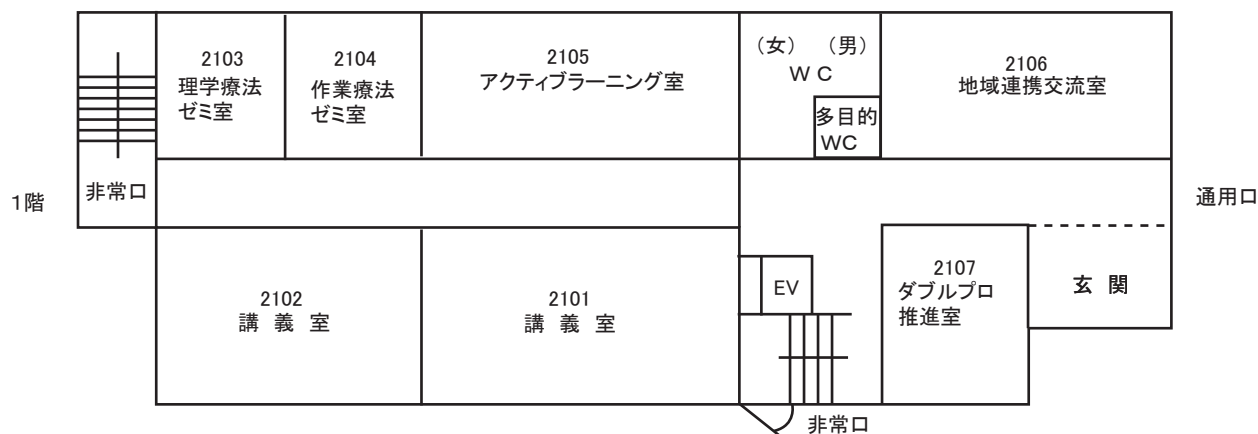 2103
理学療法
ゼミ室
2104
作業療法
ゼミ室
2105
アクティブラーニング室
（女）　（男）
ＷＣ
多目的
ＷＣ
2106
地域連携交流室
1階
非常口
通用口
2102
講義室
2101
講義室
EV
2107
ダブルプロ
推進室
玄関
非常口